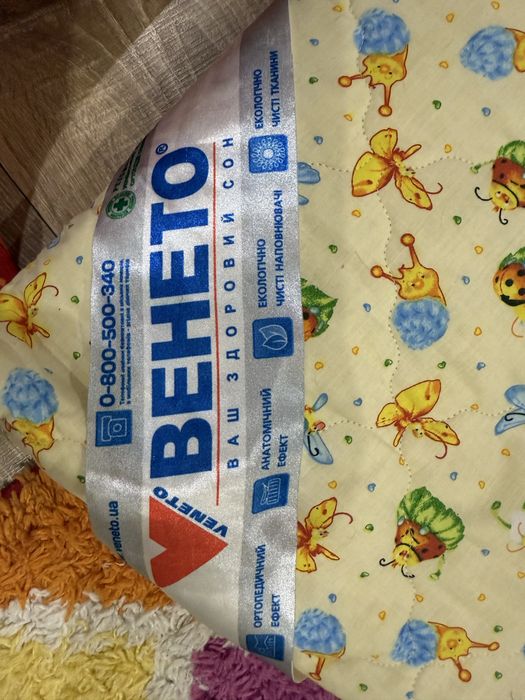 0-800-500-340
veneto.ua
ВЕНЕТО®
VENETO
ВАШ ЗДОРОВИЙ СОН
ОРТОПЕДИЧНИЙ
ЕФЕКТ
АНАТОМІЧНИЙ
ЕФЕКТ
ЕКОЛОГІЧНО
ЧИСТІ НАПОВНЮВАЧІ
ЕКОЛОГІЧНО
ЧИСТІ ТКАНИНИ